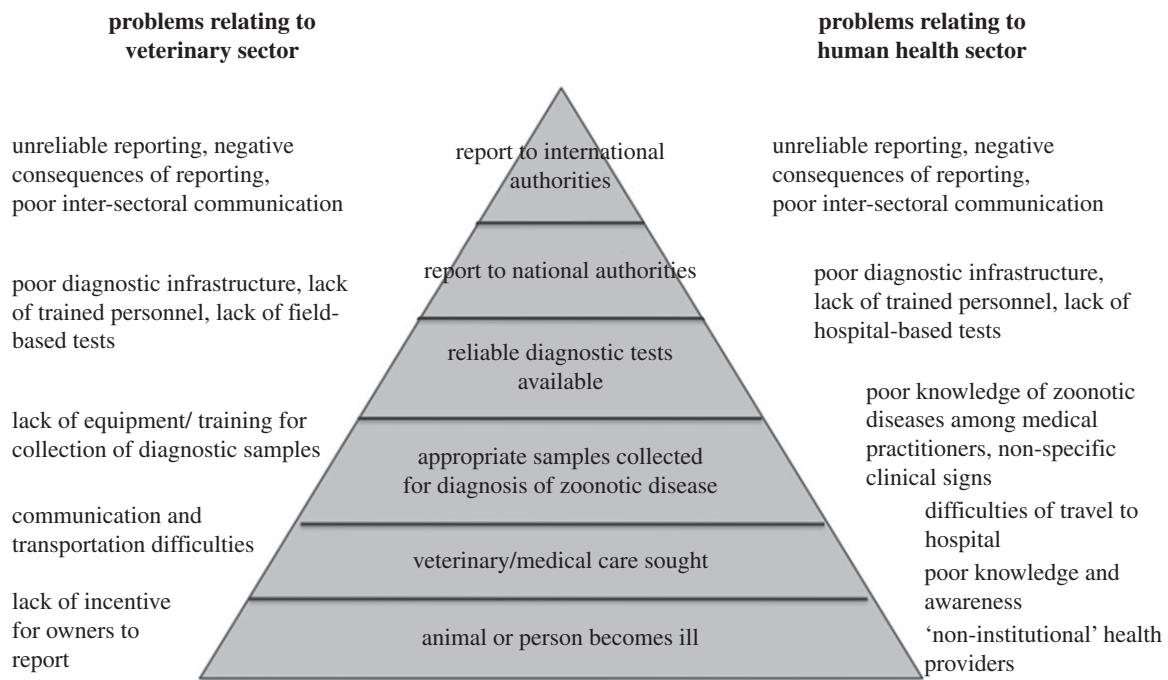 problems relating to
veterinary sector
problems relating to
human health sector
unreliable reporting, negative
consequences of reporting,
poor inter-sectoral communication
report to international
authorities
unreliable reporting, negative
consequences of reporting,
poor inter-sectoral communication
poor diagnostic infrastructure, lack
of trained personnel, lack of field-
based tests
report to national authorities
poor diagnostic infrastructure,
lack of trained personnel, lack of
hospital-based tests
reliable diagnostic tests
available
lack of equipment/ training for
collection of diagnostic samples
appropriate samples collected
for diagnosis of zoonotic disease
poor knowledge of zoonotic
diseases among medical
practitioners, non-specific
clinical signs
communication and
transportation difficulties
veterinary/medical care sought
difficulties of travel to
hospital
poor knowledge and
awareness
lack of incentive
for owners to
report
animal or person becomes ill
‘non-institutional’ health
providers